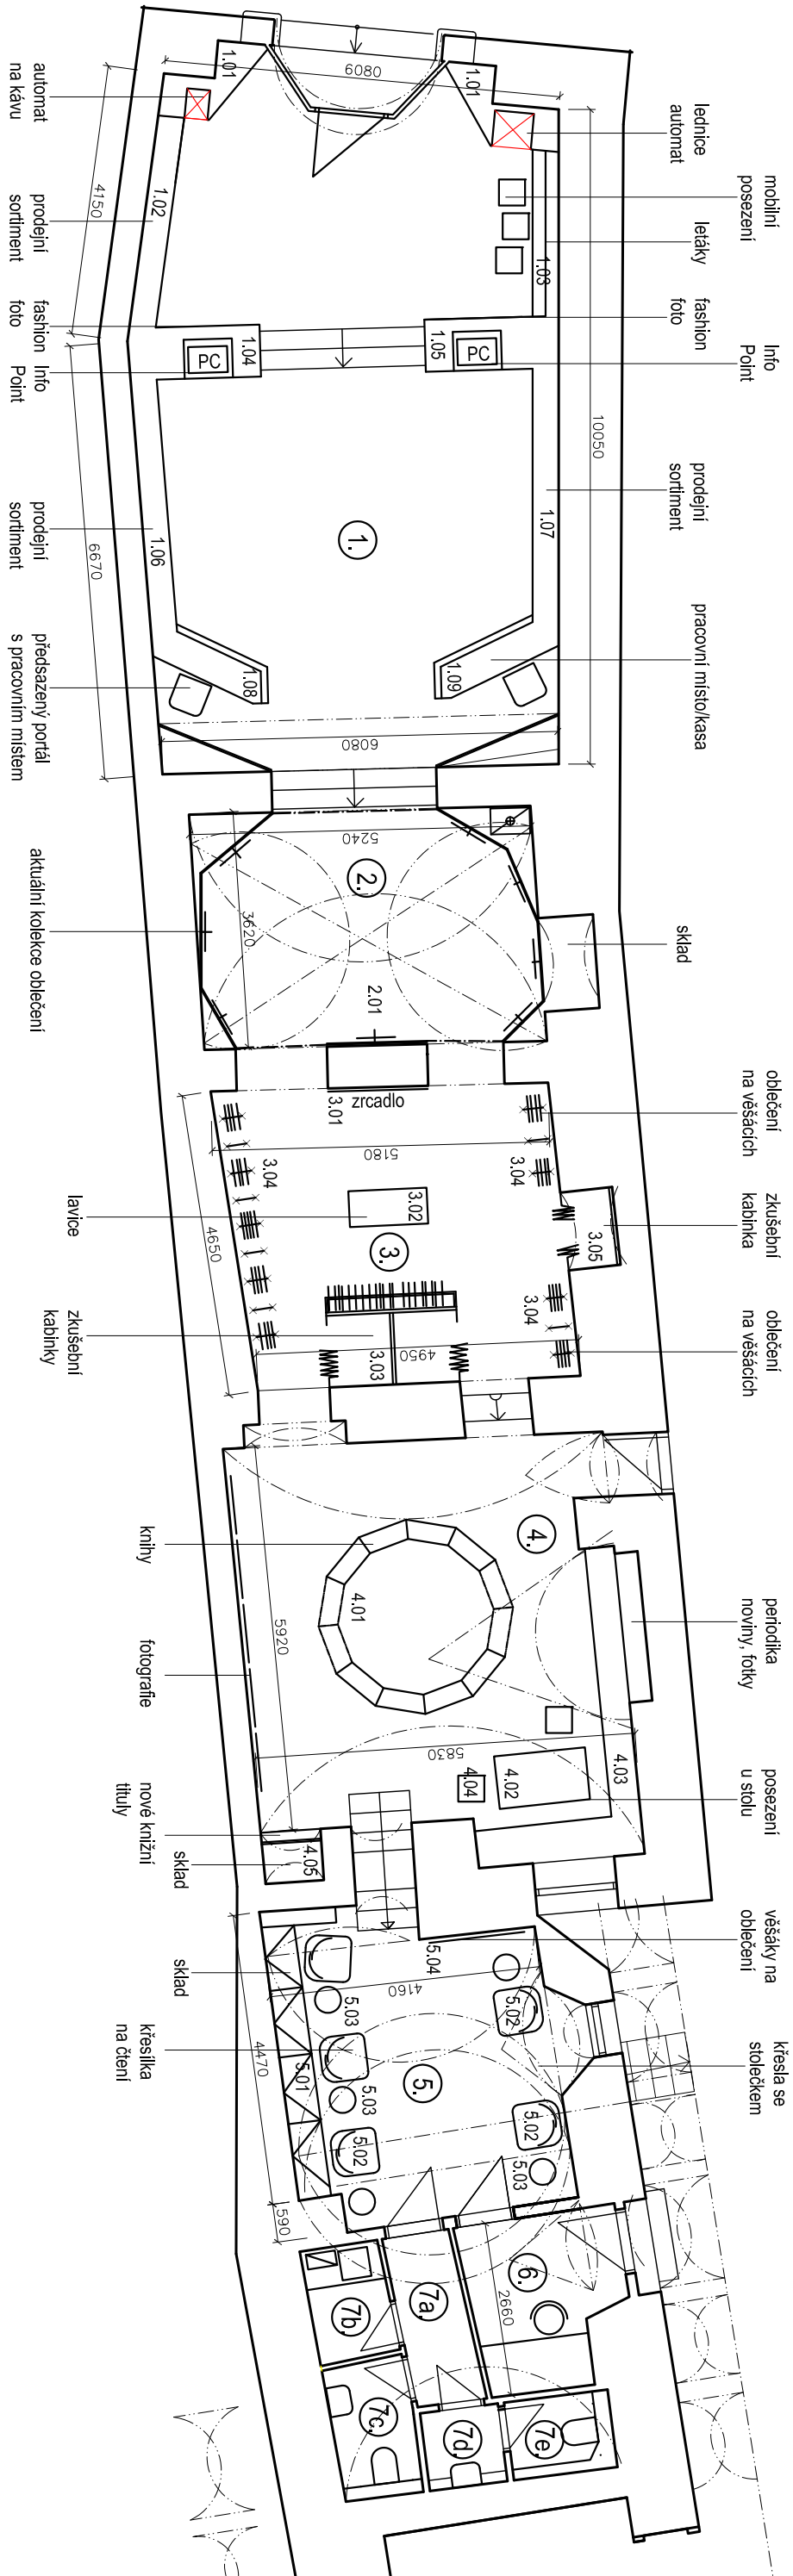 automat
na kávu
prodejní
sortiment
fashion
foto
Info
Point
prodejní
sortiment
předsazený portál
s pracovním místem
aktuální kolekce oblečení
lavice
zkušební
kabinky
knihy
fotografie
nové knižní
tituly
sklad
sklad
křesílka
na čtení
lednice
automat
mobilní
posezení
letáky
fashion
foto
Info
Point
prodejní
sortiment
pracovní místo/kasa
sklad
oblečení
na věšácích
zkušební
kabinka
oblečení
na věšácích
periodika
noviny, fotky
posezení
u stolu
věšáky na
oblečení
křesla se
stolečkem
1.01
1.01
6080
4150
1.02
1.03
1.04
1.05
PC
PC
10050
6670
1.
1.06
1.07
1.08
1.09
6080
5240
2.
3620
2.01
zrcadlo
3.01
5180
3.04
3.04
4650
3.02
3.
3.05
3.04
3.03
4950
4.
4.01
5920
5830
4.02
4.03
4.04
4.05
5.04
4160
4470
5.03
5.02
5.01
5.
5.03
5.02
5.02
5.03
590
2660
6.
7a.
7b.
7c.
7d.
7e.